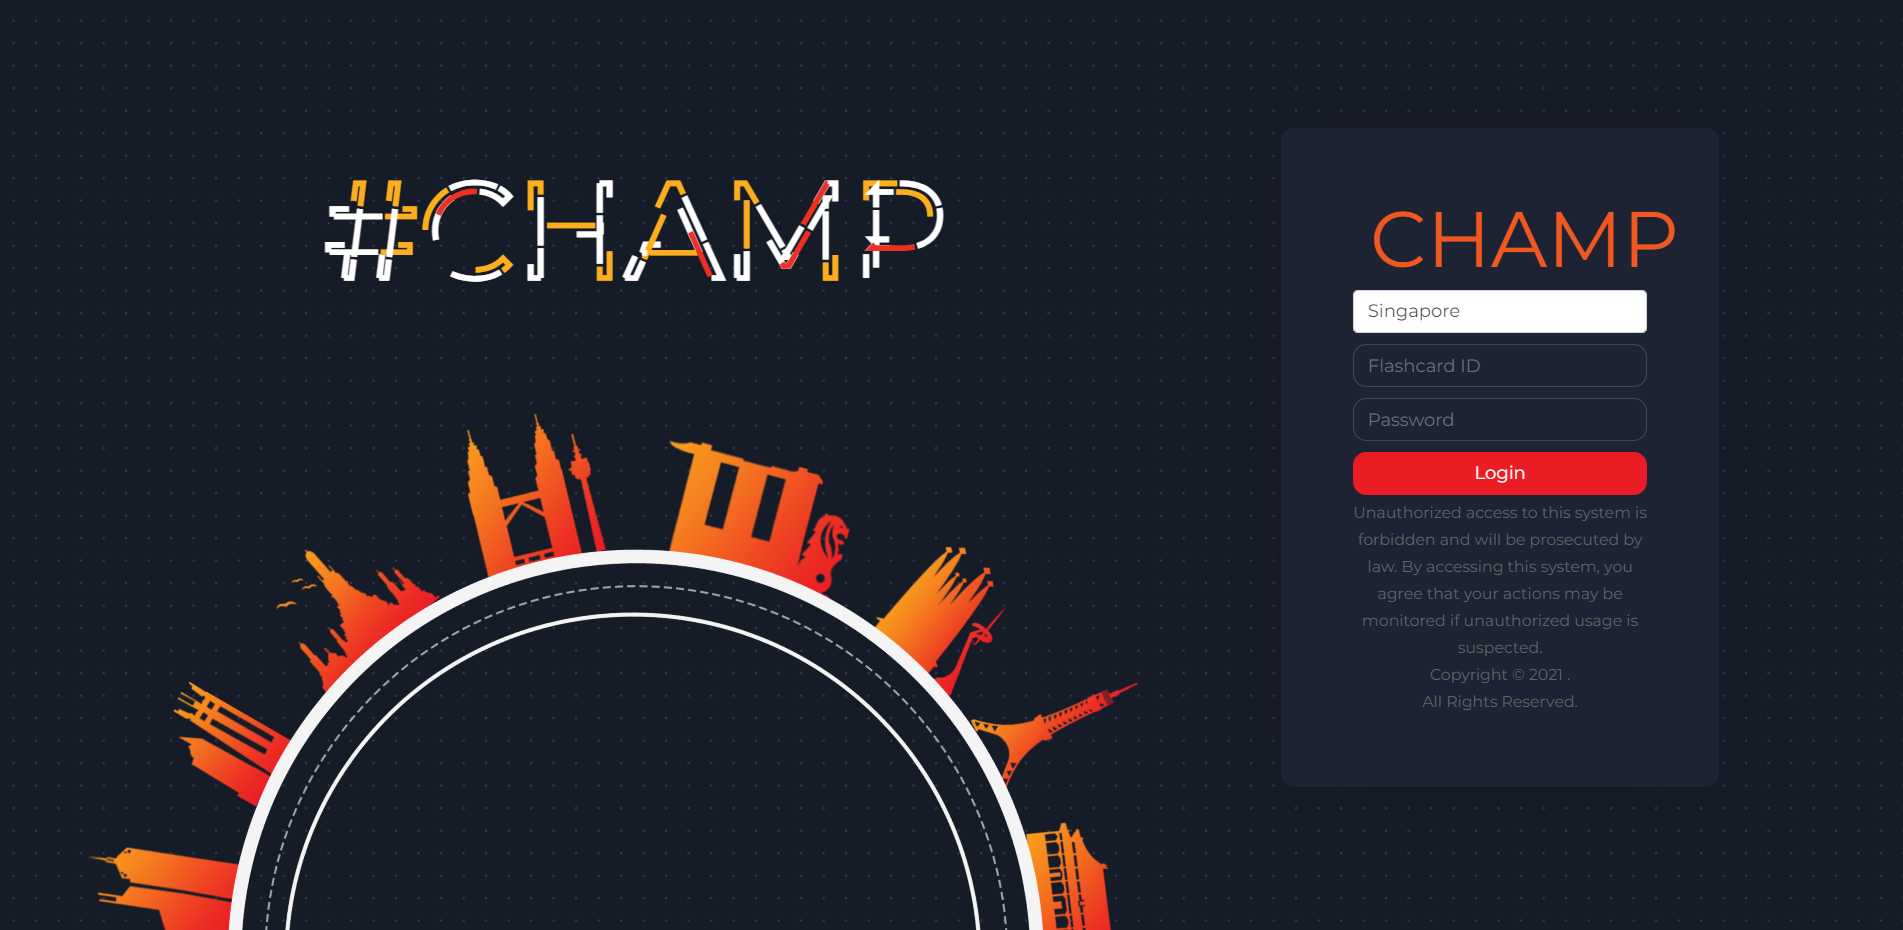 #CHAMP
CHAMP
Singapore
Flashcard ID
Password
Login
Unauthorized access to this system is
forbidden and will be prosecuted by
law. By accessing this system, you
agree that your actions may be
monitored if unauthorized usage is
suspected.
Copyright © 2021 .
All Rights Reserved.